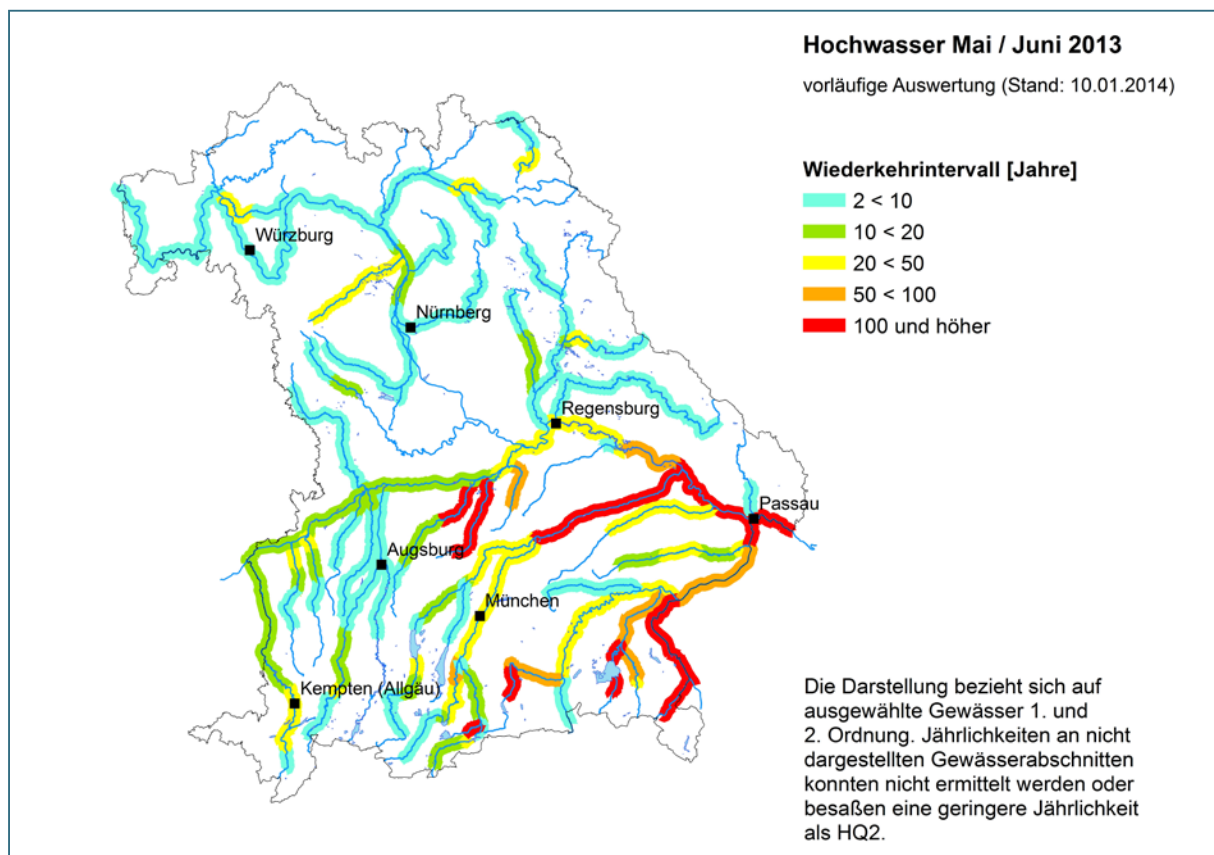 Hochwasser Mai / Juni 2013
vorläufige Auswertung (Stand: 10.01.2014)
Wiederkehrintervall [Jahre]
2 < 10
10 < 20
20 < 50
50 < 100
100 und höher
Würzburg
Nürnberg
Regensburg
Passau
Augsburg
München
Kempten (Allgäu)
Die Darstellung bezieht sich auf
ausgewählte Gewässer 1. und
2. Ordnung. Jährlichkeiten an nicht
dargestellten Gewässerabschnitten
konnten nicht ermittelt werden oder
besaßen eine geringere Jährlichkeit
als HQ2.